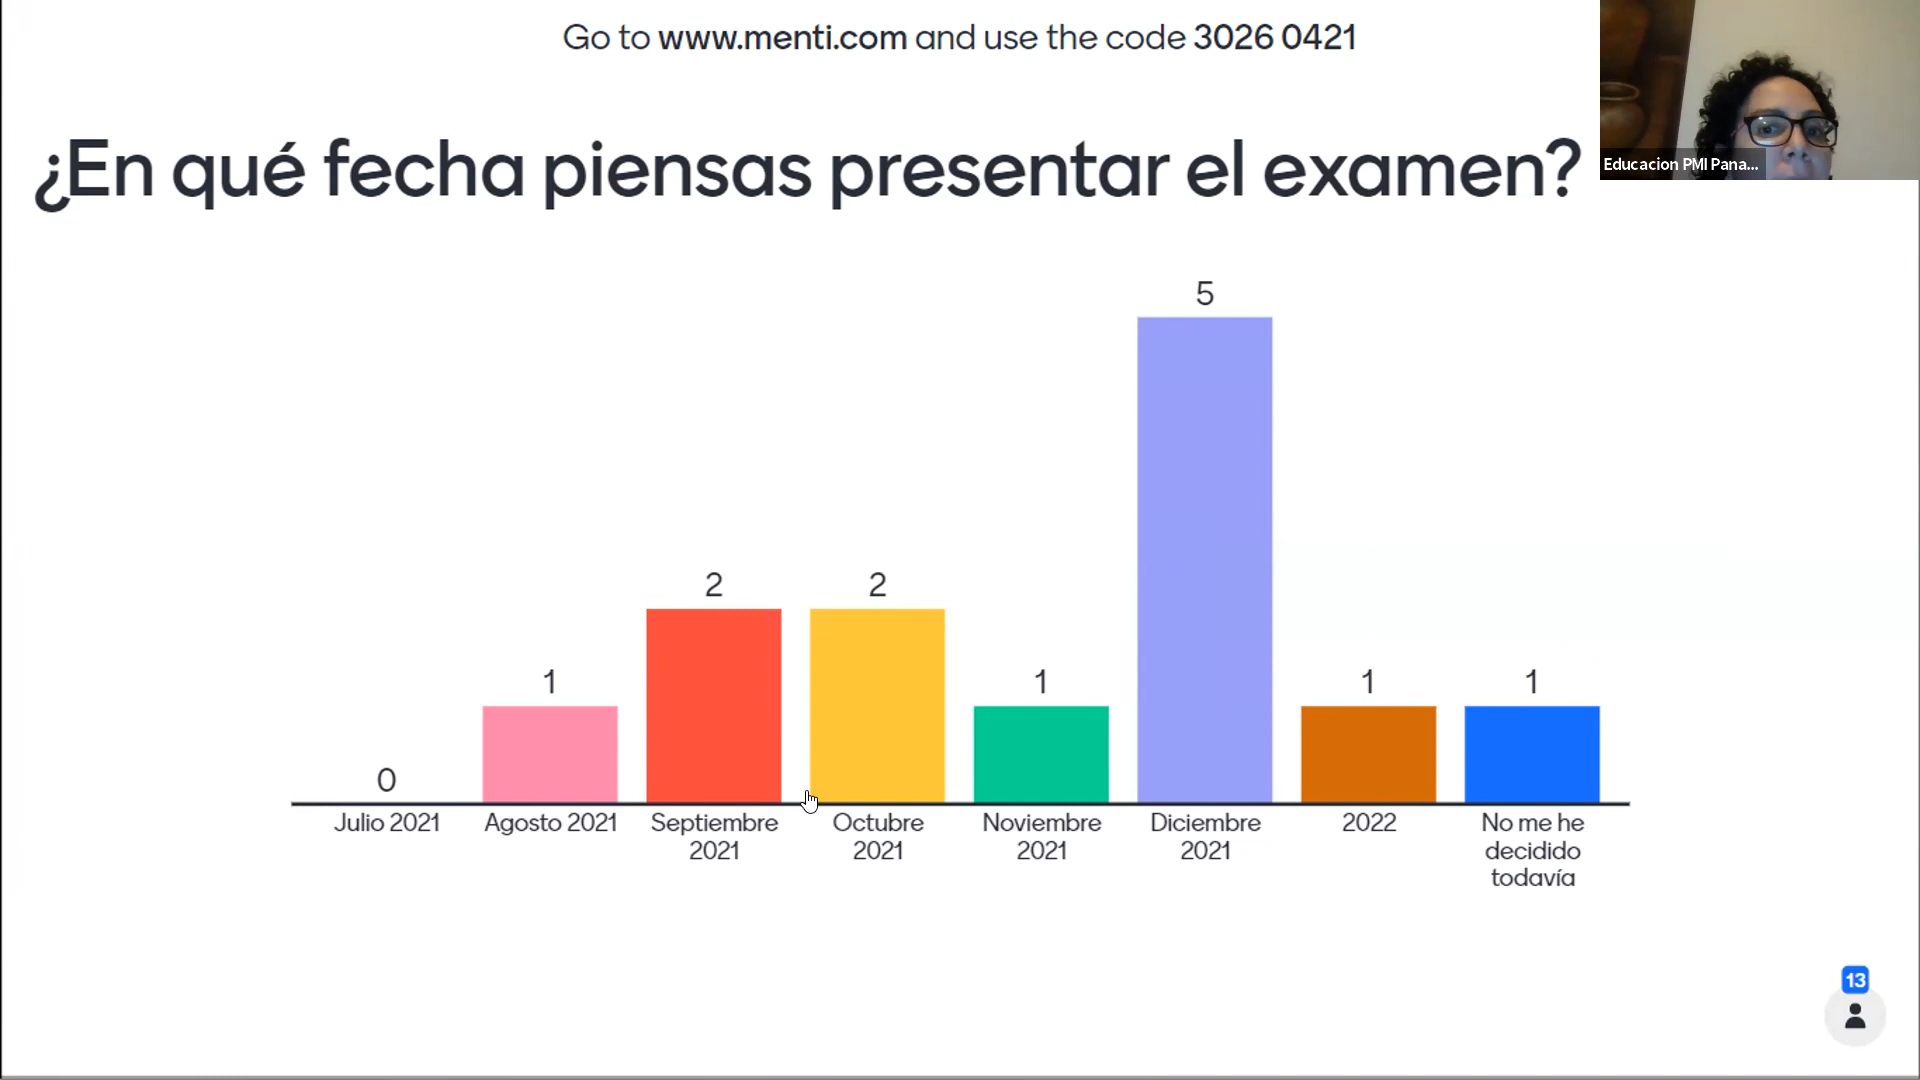 Go to www.menti.com and use the code 3026 0421
¿En qué fecha piensas presentar el examen?
Educacion PMI Pana...
0
1
2
2
1
5
1
1
Julio 2021
Agosto 2021
Septiembre
2021
Octubre
2021
Noviembre
2021
Diciembre
2021
2022
No me he
decidido
todavía
13